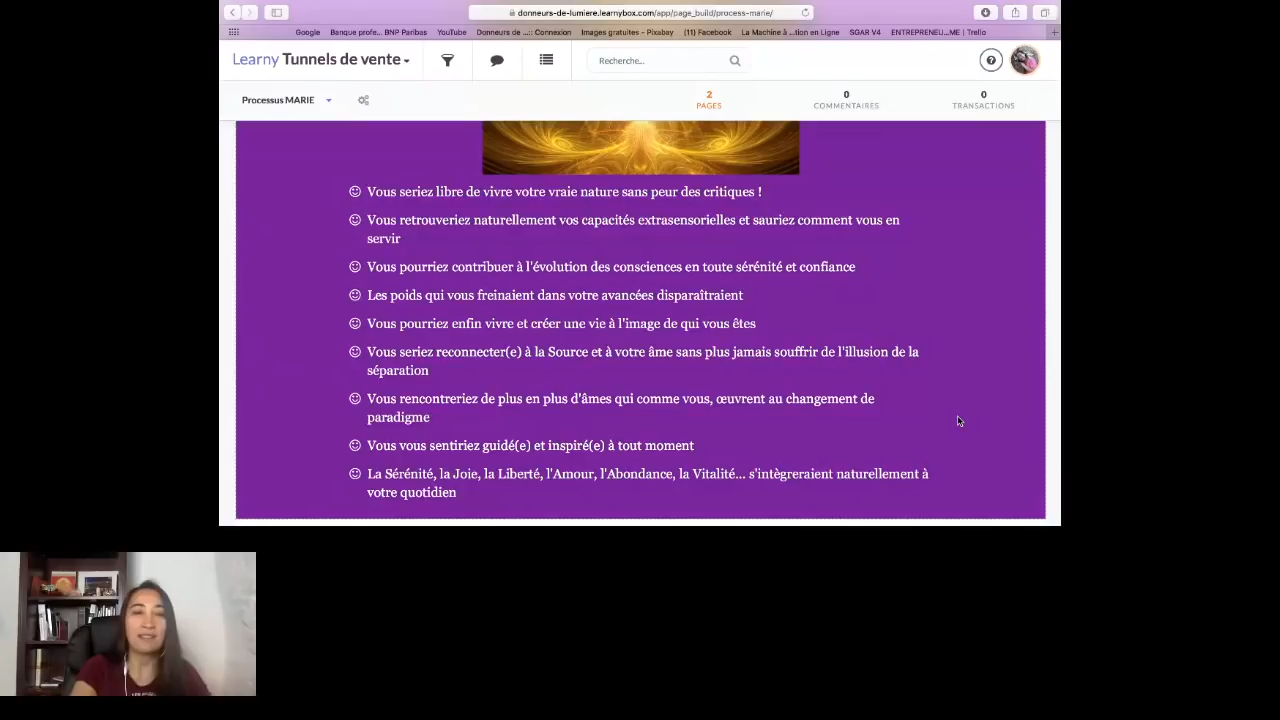 donneurs-de-lumiere.learnybox.com/app/page_build/process-marie/
Google Banque profe... BNP Paribas YouTube Donneurs de ...:: Connexion Images gratuites - Pixabay (11) Facebook La Machine à ...tion en Ligne SGAR V4 ENTREPRENEU...ME | Trello
Learny Tunnels de vente
Recherche...
Processus MARIE
2
PAGES
0
COMMENTAIRES
0
TRANSACTIONS
Vous seriez libre de vivre votre vraie nature sans peur des critiques !
Vous retrouveriez naturellement vos capacités extrasensorielles et sauriez comment vous en
servir
Vous pourriez contribuer à l'évolution des consciences en toute sérénité et confiance
Les poids qui vous freinaient dans votre avancées disparaîtraient
Vous pourriez enfin vivre et créer une vie à l'image de qui vous êtes
Vous seriez reconnecter(e) à la Source et à votre âme sans plus jamais souffrir de l'illusion de la
séparation
Vous rencontreriez de plus en plus d'âmes qui comme vous, œuvrent au changement de
paradigme
Vous vous sentiriez guidé(e) et inspiré(e) à tout moment
La Sérénité, la Joie, la Liberté, l'Amour, l'Abondance, la Vitalité... s'intègreraient naturellement à
votre quotidien